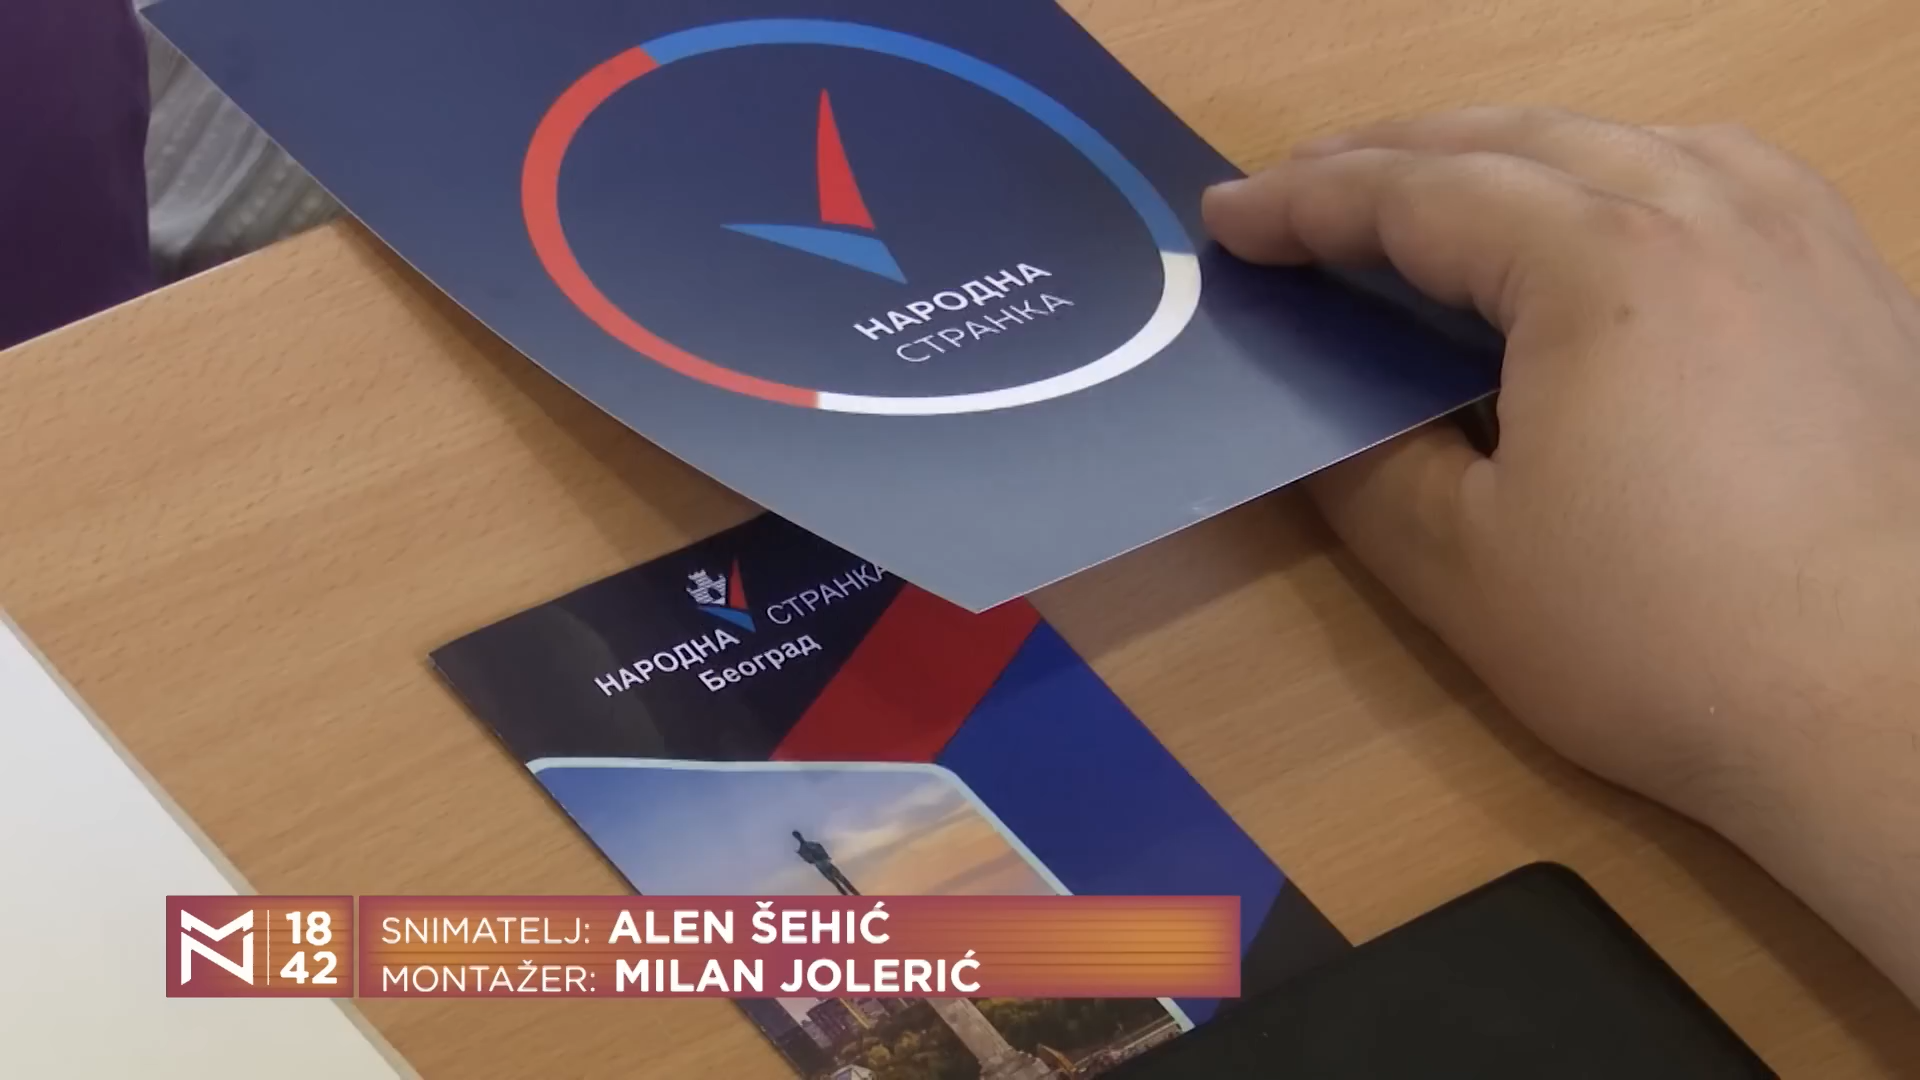 НАРОДНА
СТРАНКА
НАРОДНА СТРАНКА
Београд
18
42
SNIMATELJ: ALEN ŠEHIĆ
MONTAŽER: MILAN JOLERIĆ